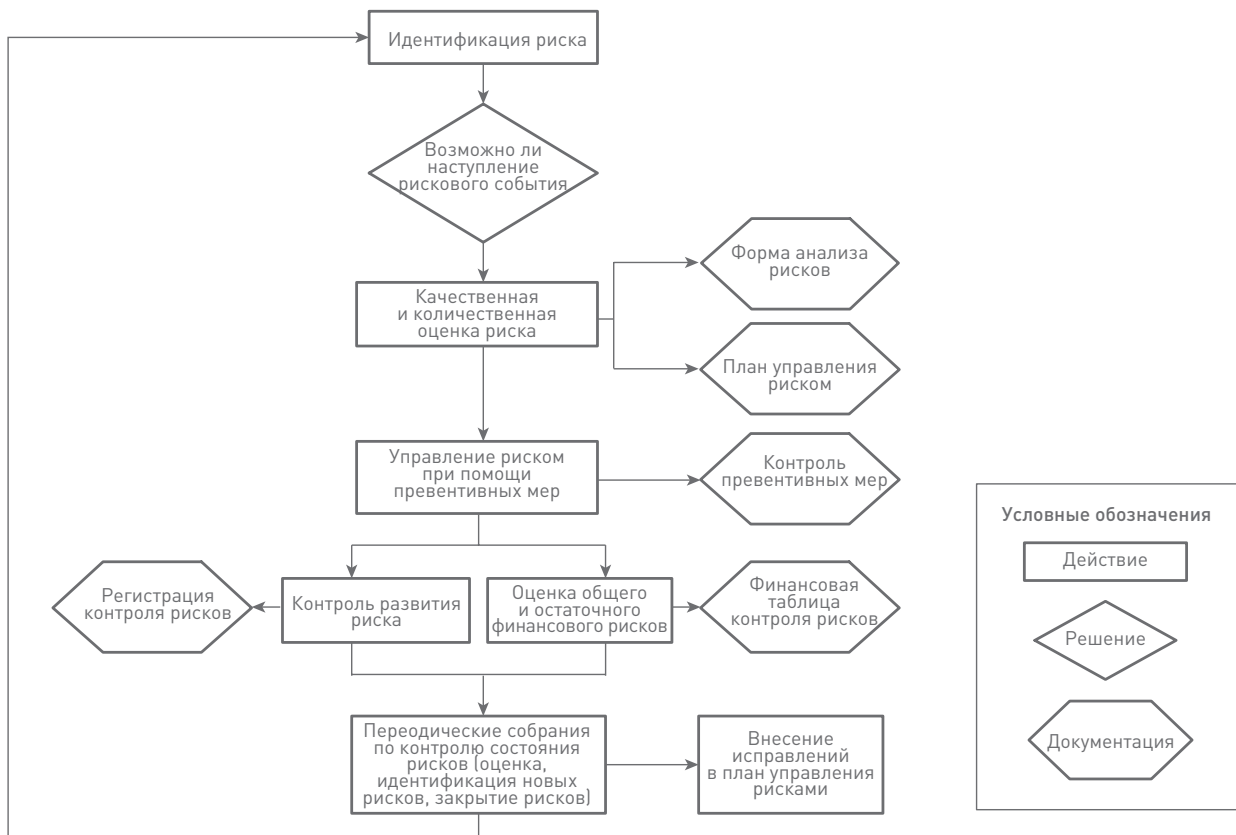 Идентификация риска
Возможно ли
наступление
рискового события
Форма анализа
рисков
Качественная
и количественная
оценка риска
План управления
риском
Управление риском
при помощи
превентивных мер
Контроль
превентивных мер
Условные обозначения
Действие
Решение
Документация
Регистрация
контроля рисков
Контроль развития
риска
Оценка общего
и остаточного
финансового рисков
Финансовая
таблица
контроля рисков
Переодические собрания
по контролю состояния
рисков (оценка,
идентификация новых
рисков, закрытие рисков)
Внесение
исправлений
в план управления
рисками